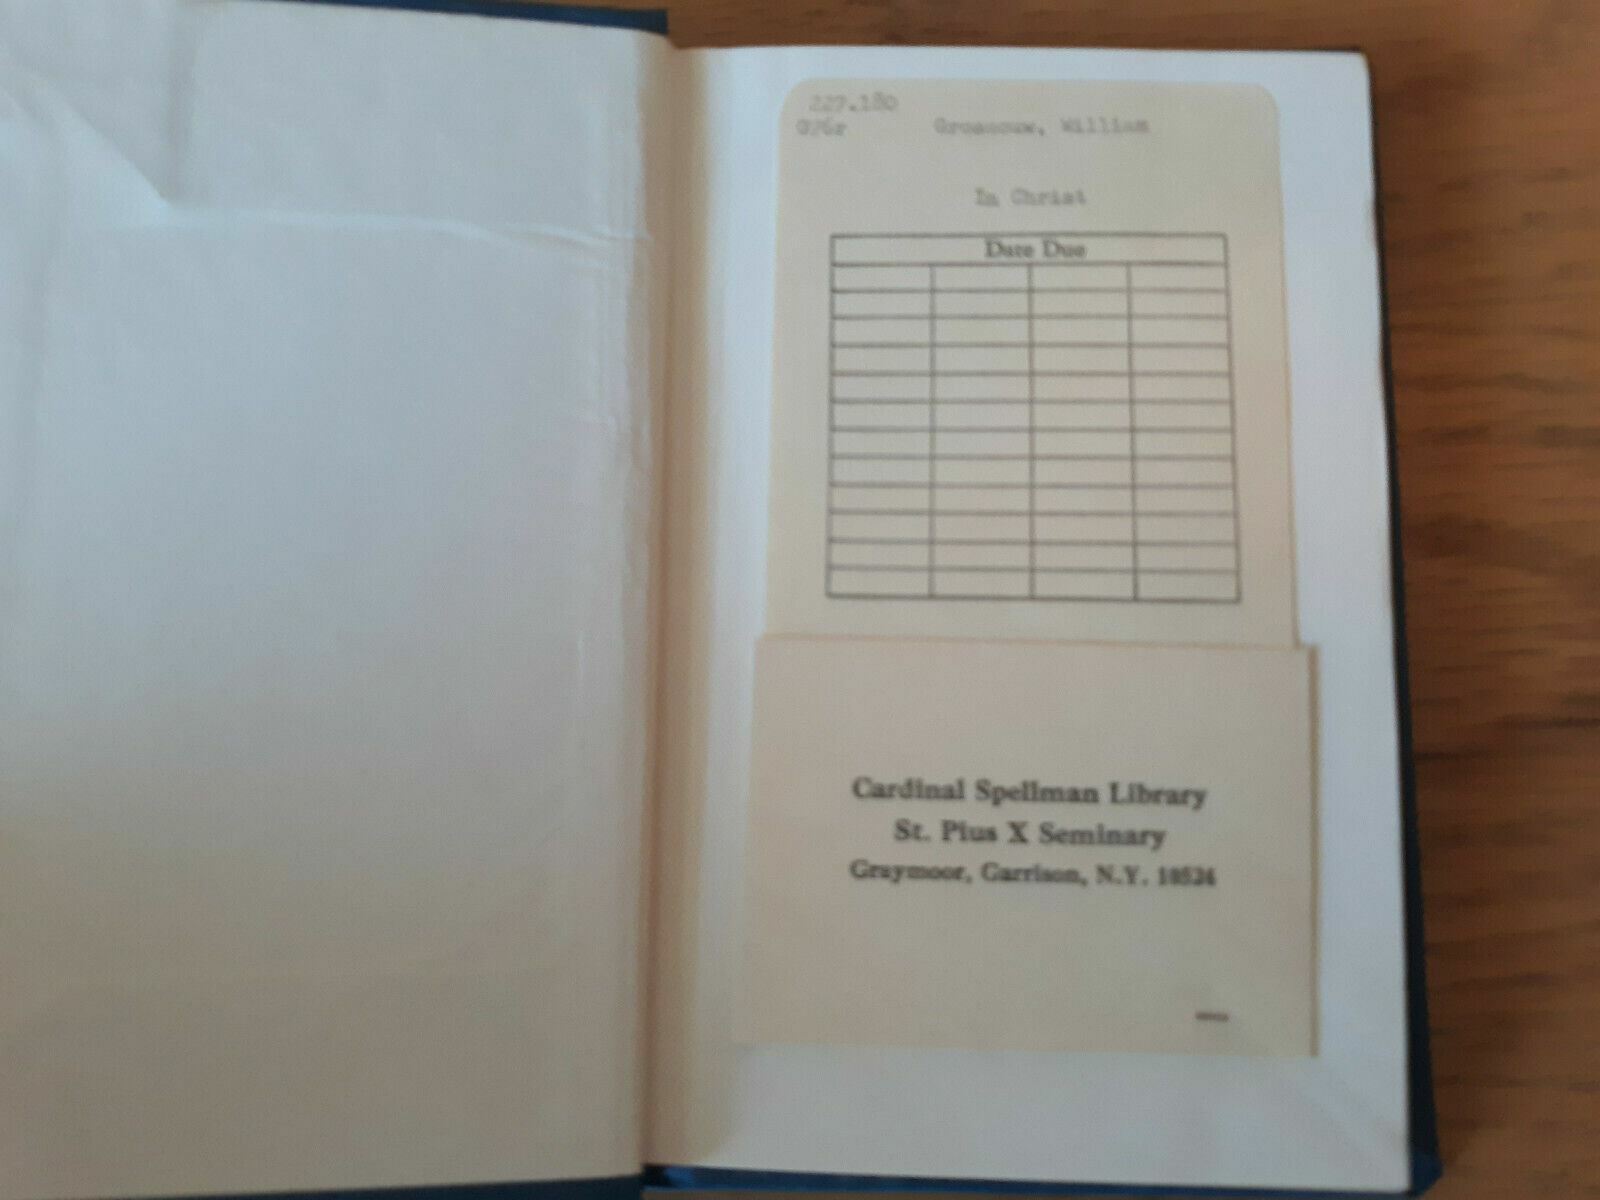 227.180
G76r Grossouw, William
In Christ
Date Due
Cardinal Spellman Library
St. Pius X Seminary
Graymoor, Garrison, N.Y. 10524